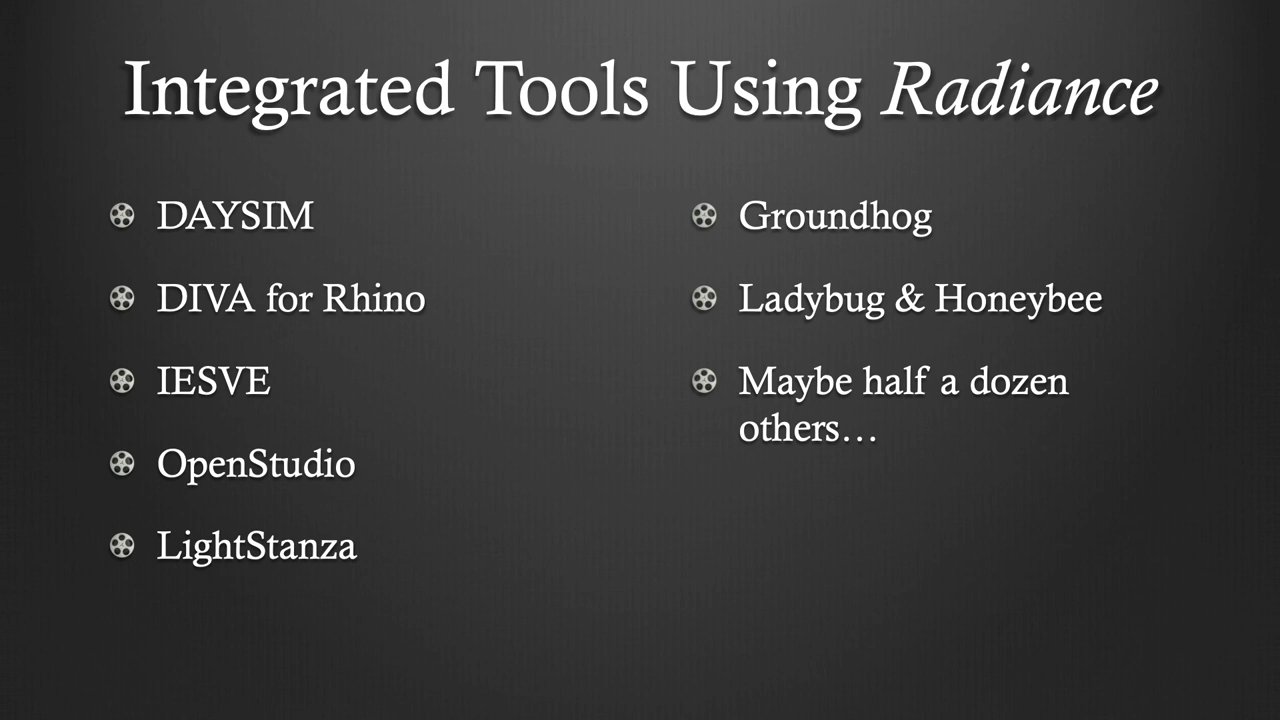 Integrated Tools Using Radiance
DAYSIM
DIVA for Rhino
IESVE
OpenStudio
LightStanza
Groundhog
Ladybug & Honeybee
Maybe half a dozen
others…